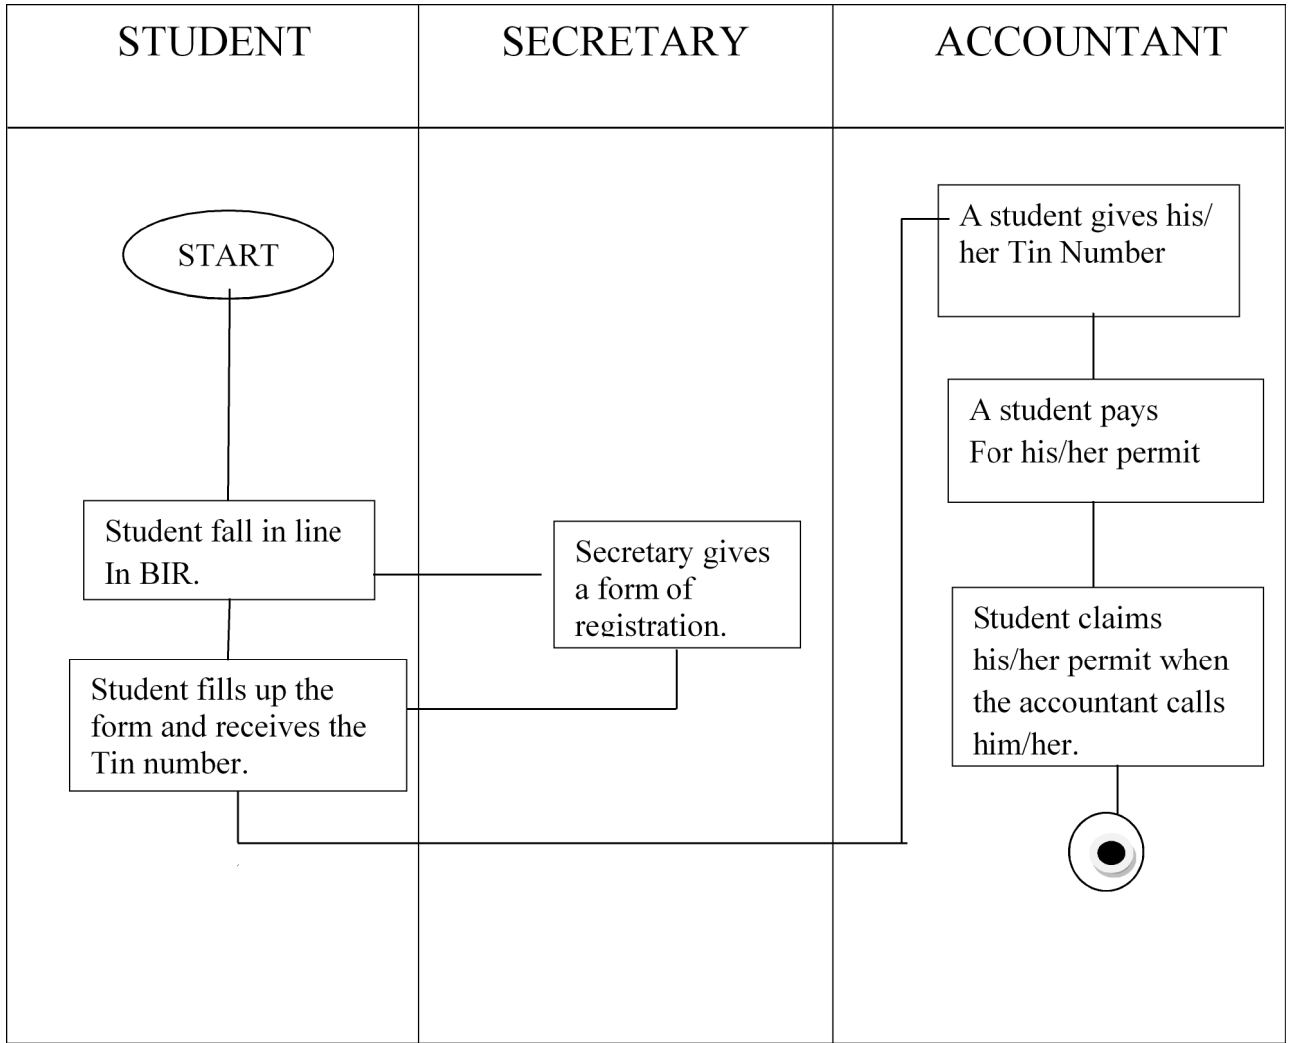 STUDENT
SECRETARY
ACCOUNTANT
START
Student fall in line
In BIR.
Student fills up the
form and receives the
Tin number.
Secretary gives
a form of
registration.
A student gives his/
her Tin Number
A student pays
For his/her permit
Student claims
his/her permit when
the accountant calls
him/her.